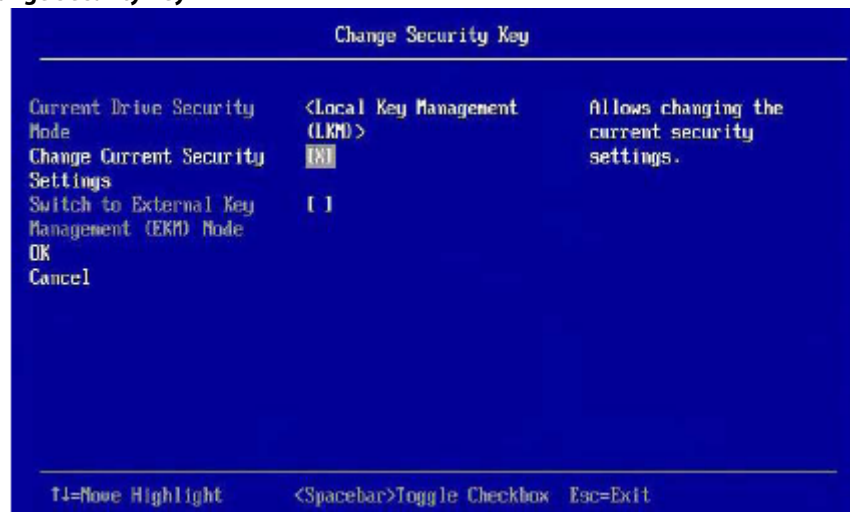 Change Security Key
Current Drive Security <Local Key Management Allows changing the
Mode (LKM)> current security
Change Current Security [X] settings.
Settings
Switch to External Key [ ]
Management (EKM) Mode
OK
Cancel
↑↓=Move Highlight <Spacebar>Toggle Checkbox Esc=Exit